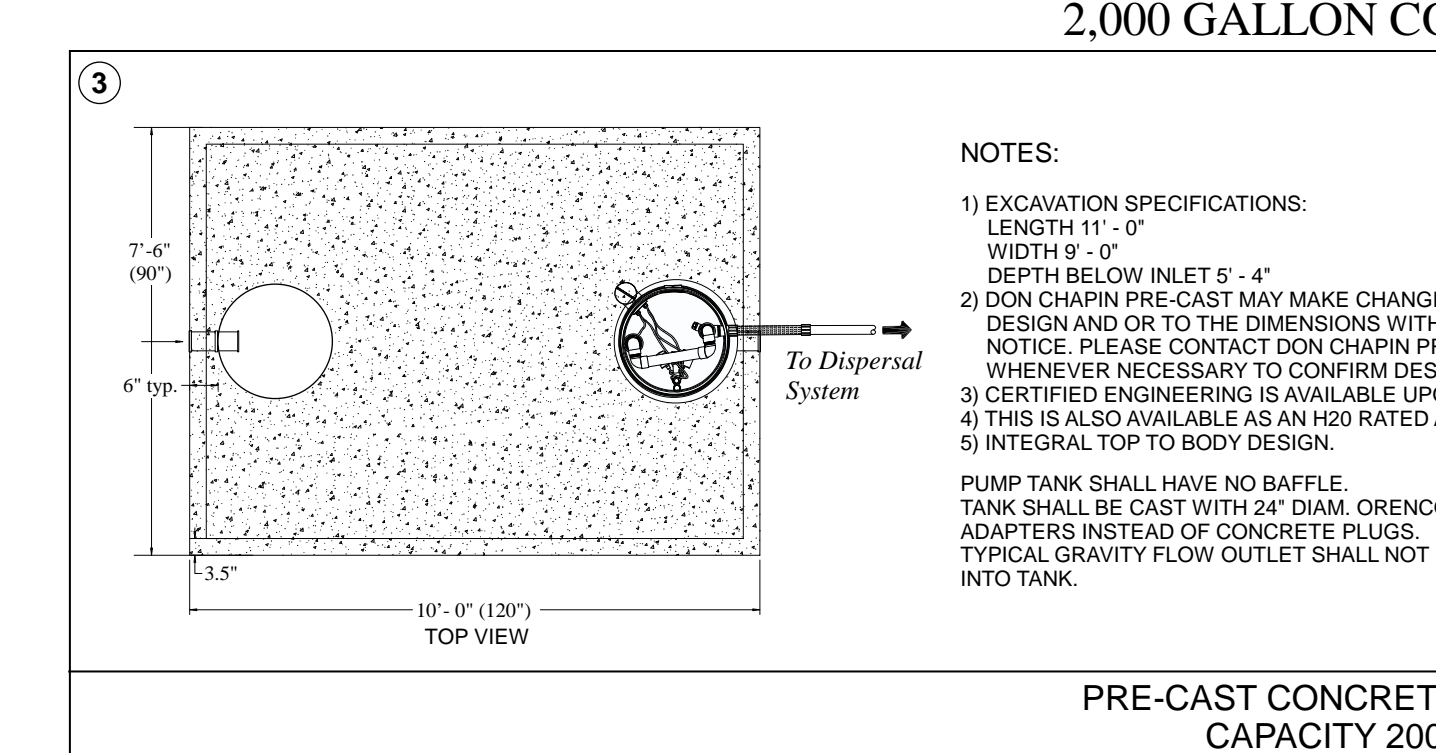 2,000 GALLON CO
3
7'-6"
(90")
6" typ.
3.5"
10'- 0" (120")
TOP VIEW
To Dispersal
System
NOTES:
1) EXCAVATION SPECIFICATIONS:
LENGTH 11' - 0"
WIDTH 9' - 0"
DEPTH BELOW INLET 5' - 4"
2) DON CHAPIN PRE-CAST MAY MAKE CHANG
DESIGN AND OR TO THE DIMENSIONS WITH
NOTICE. PLEASE CONTACT DON CHAPIN PR
WHENEVER NECESSARY TO CONFIRM DES
3) CERTIFIED ENGINEERING IS AVAILABLE UPO
4) THIS IS ALSO AVAILABLE AS AN H20 RATED
5) INTEGRAL TOP TO BODY DESIGN.
PUMP TANK SHALL HAVE NO BAFFLE.
TANK SHALL BE CAST WITH 24" DIAM. ORENCO
ADAPTERS INSTEAD OF CONCRETE PLUGS.
TYPICAL GRAVITY FLOW OUTLET SHALL NOT
INTO TANK.
PRE-CAST CONCRET
CAPACITY 200